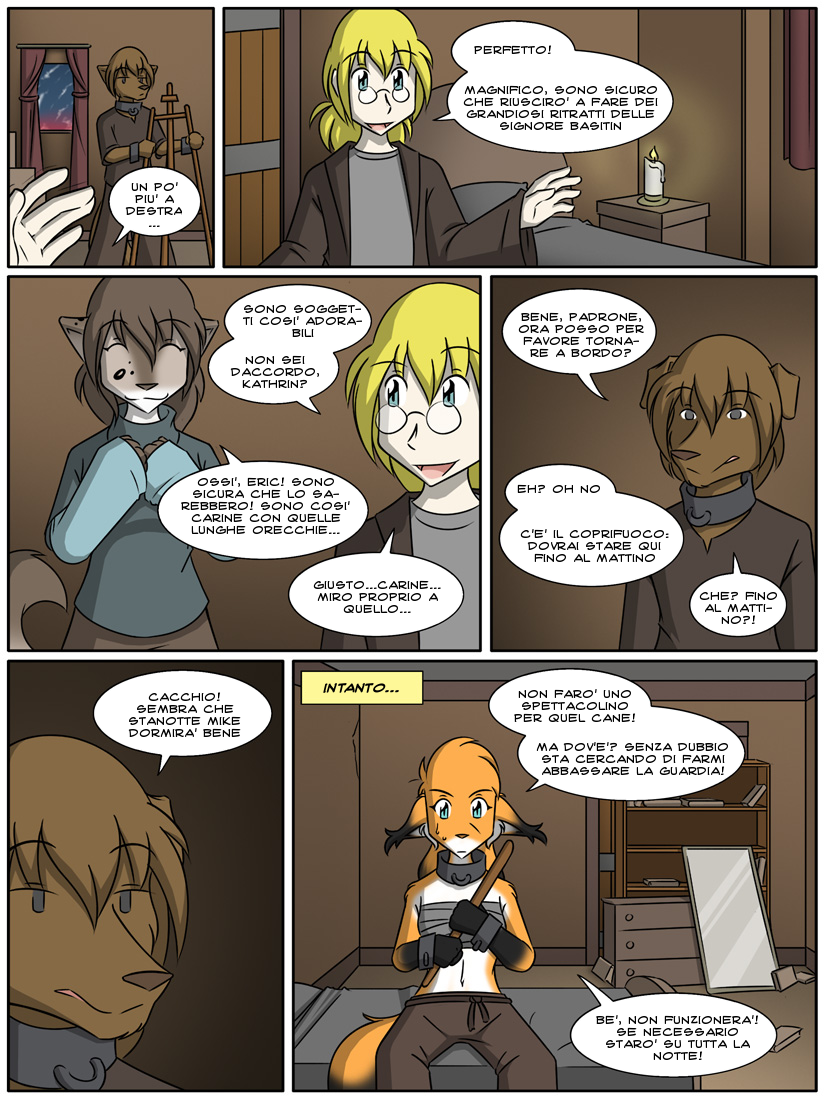 UN PO'
PIU' A
DESTRA
...
PERFETTO!
MAGNIFICO, SONO SICURO
CHE RIUSCIRO' A FARE DEI
GRANDIOSI RITRATTI DELLE
SIGNORE BASITIN
SONO SOGGET-
TI COSI' ADORA-
BILI
NON SEI
DACCORDO,
KATHRIN?
OSSI', ERIC! SONO
SICURA CHE LO SA-
REBBERO! SONO COSI'
CARINE CON QUELLE
LUNGHE ORECCHIE...
GIUSTO...CARINE...
MIRO PROPRIO A
QUELLO...
BENE, PADRONE,
ORA POSSO PER
FAVORE TORNA-
RE A BORDO?
EH? OH NO
C'E' IL COPRIFUOCO:
DOVRAI STARE QUI
FINO AL MATTINO
CHE? FINO
AL MATTI-
NO?!
CACCHIO!
SEMBRA CHE
STANOTTE MIKE
DORMIRA' BENE
INTANTO...
NON FARO' UNO
SPETTACOLINO
PER QUEL CANE!
MA DOV'E'? SENZA DUBBIO
STA CERCANDO DI FARMI
ABBASSARE LA GUARDIA!
BE', NON FUNZIONERA'!
SE NECESSARIO
STARO' SU TUTTA LA
NOTTE!